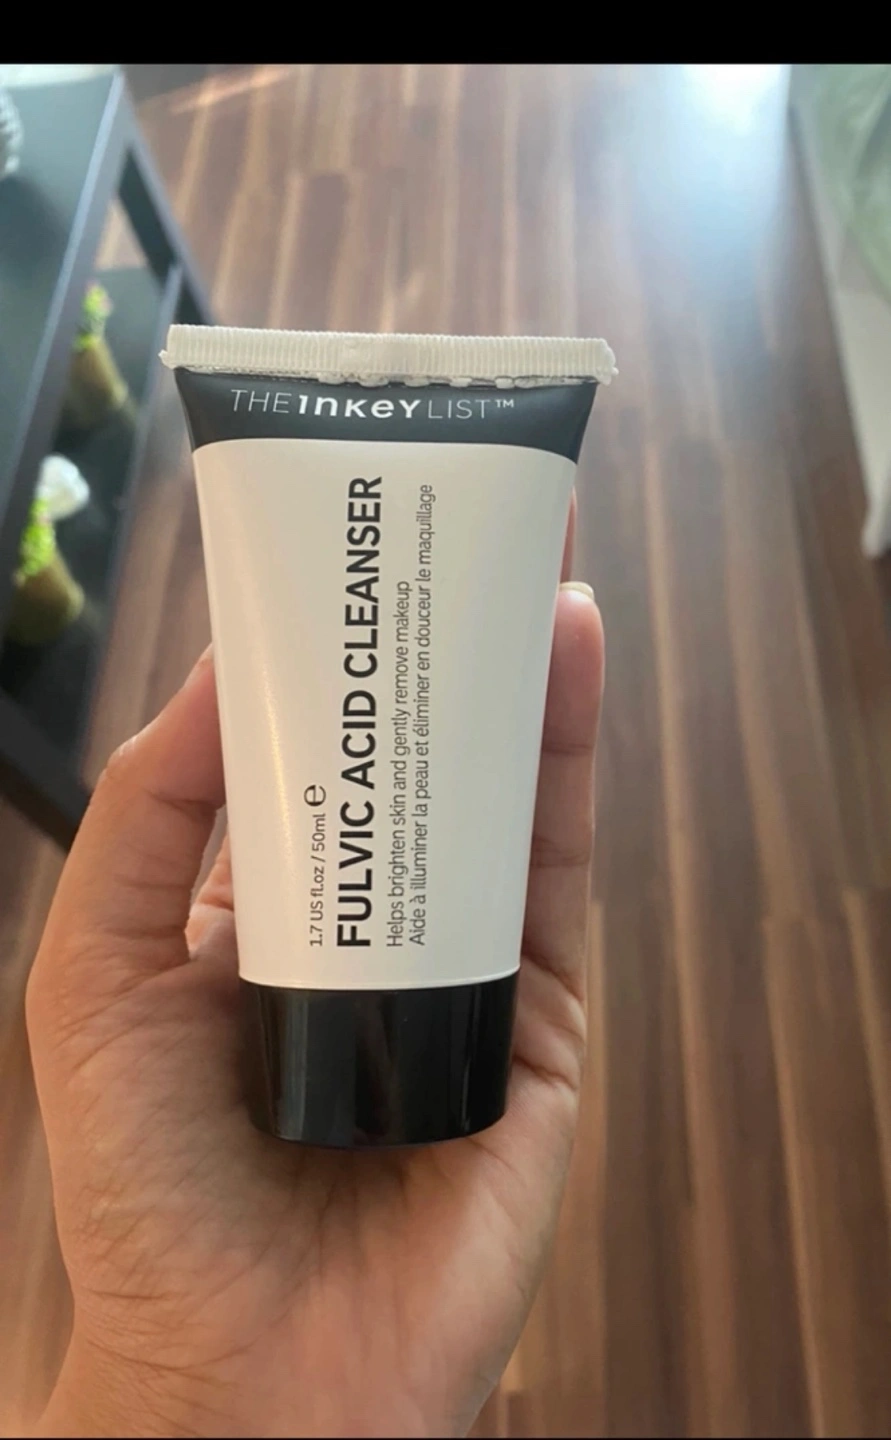 THE INKEY LIST™
1.7 US fl.oz / 50ml ℮
FULVIC ACID CLEANSER
Helps brighten skin and gently remove makeup
Aide à illuminer la peau et éliminer en douceur le maquillage